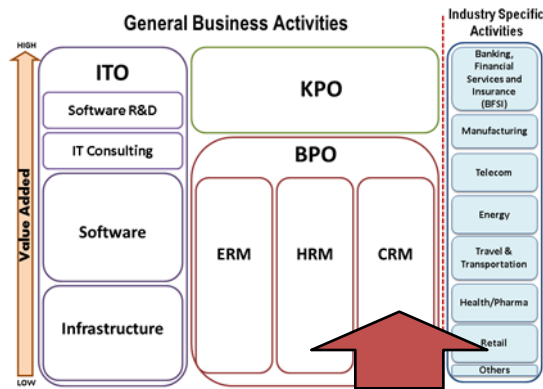 General Business Activities
Industry Specific
Activities
HIGH
Value Added
LOW
ITO
Software R&D
IT Consulting
Software
Infrastructure
KPO
BPO
ERM
HRM
CRM
Banking,
Financial
Services and
Insurance
(BFSI)
Manufacturing
Telecom
Energy
Travel &
Transportation
Health/Pharma
Retail
Others